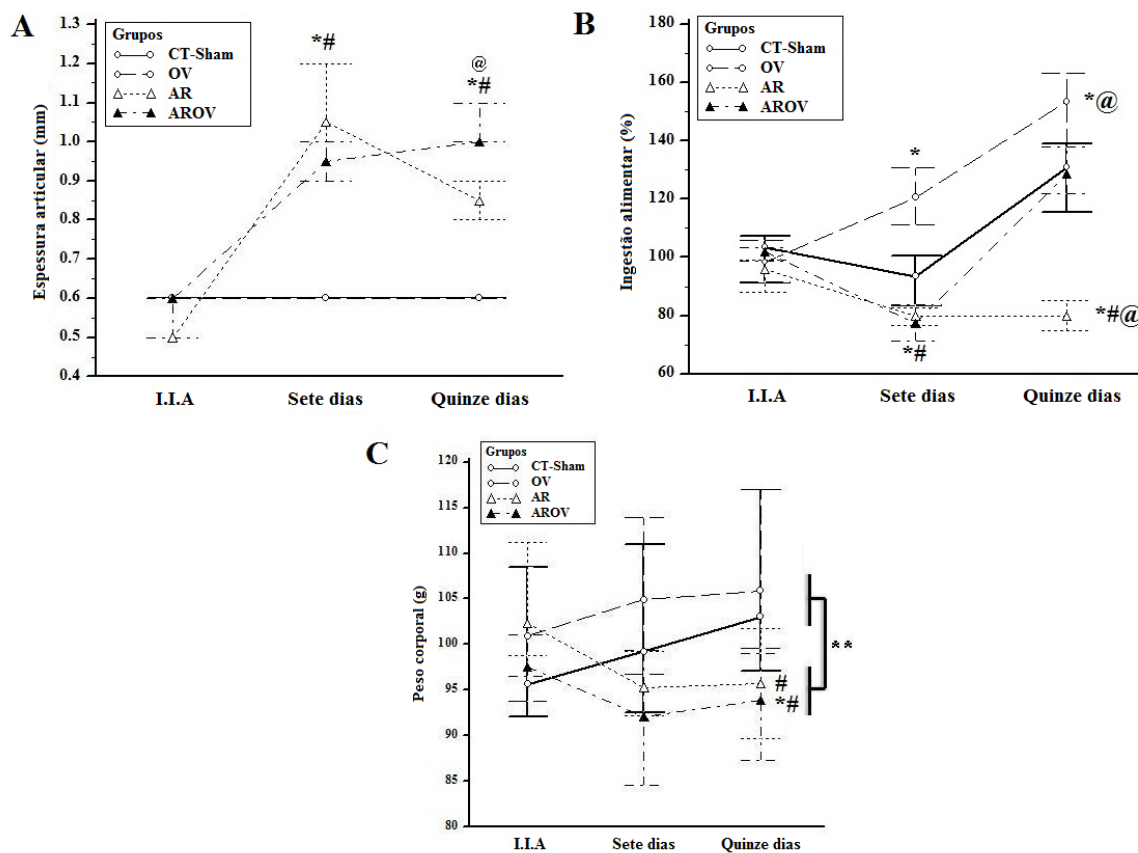 A
Grupos
CT-Sham
OV
AR
AROV
Espessura articular (mm)
1.3
1.2
1.1
1.0
0.9
0.8
0.7
0.6
0.5
0.4
*#
@
*#
I.I.A
Sete dias
Quinze dias
B
Grupos
CT-Sham
OV
AR
AROV
Ingestão alimentar (%)
180
160
140
120
100
80
60
*
*@
*#
*#@
I.I.A
Sete dias
Quinze dias
C
Grupos
CT-Sham
OV
AR
AROV
Peso corporal (g)
120
115
110
105
100
95
90
85
80
**
#
*#
I.I.A
Sete dias
Quinze dias